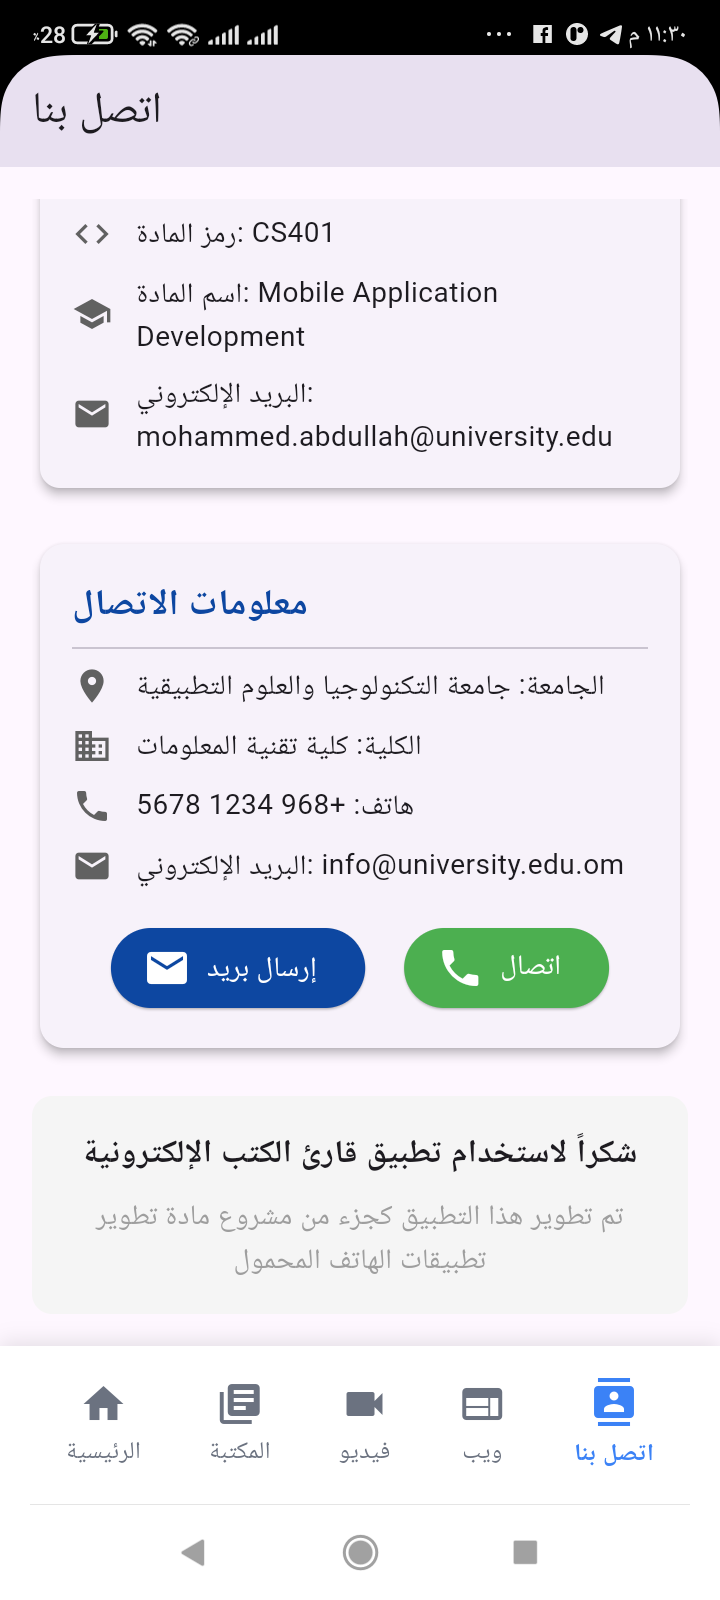 ٪28
١١:٣٠ م
اتصل بنا
رمز المادة: CS401
اسم المادة: Mobile Application
Development
البريد الإلكتروني:
mohammed.abdullah@university.edu
معلومات الاتصال
الجامعة: جامعة التكنولوجيا والعلوم التطبيقية
الكلية: كلية تقنية المعلومات
هاتف: +968 1234 5678
البريد الإلكتروني: info@university.edu.om
إرسال بريد
اتصال
شكراً لاستخدام تطبيق قارئ الكتب الإلكترونية
تم تطوير هذا التطبيق كجزء من مشروع مادة تطوير
تطبيقات الهاتف المحمول
الرئيسية
المكتبة
فيديو
ويب
اتصل بنا